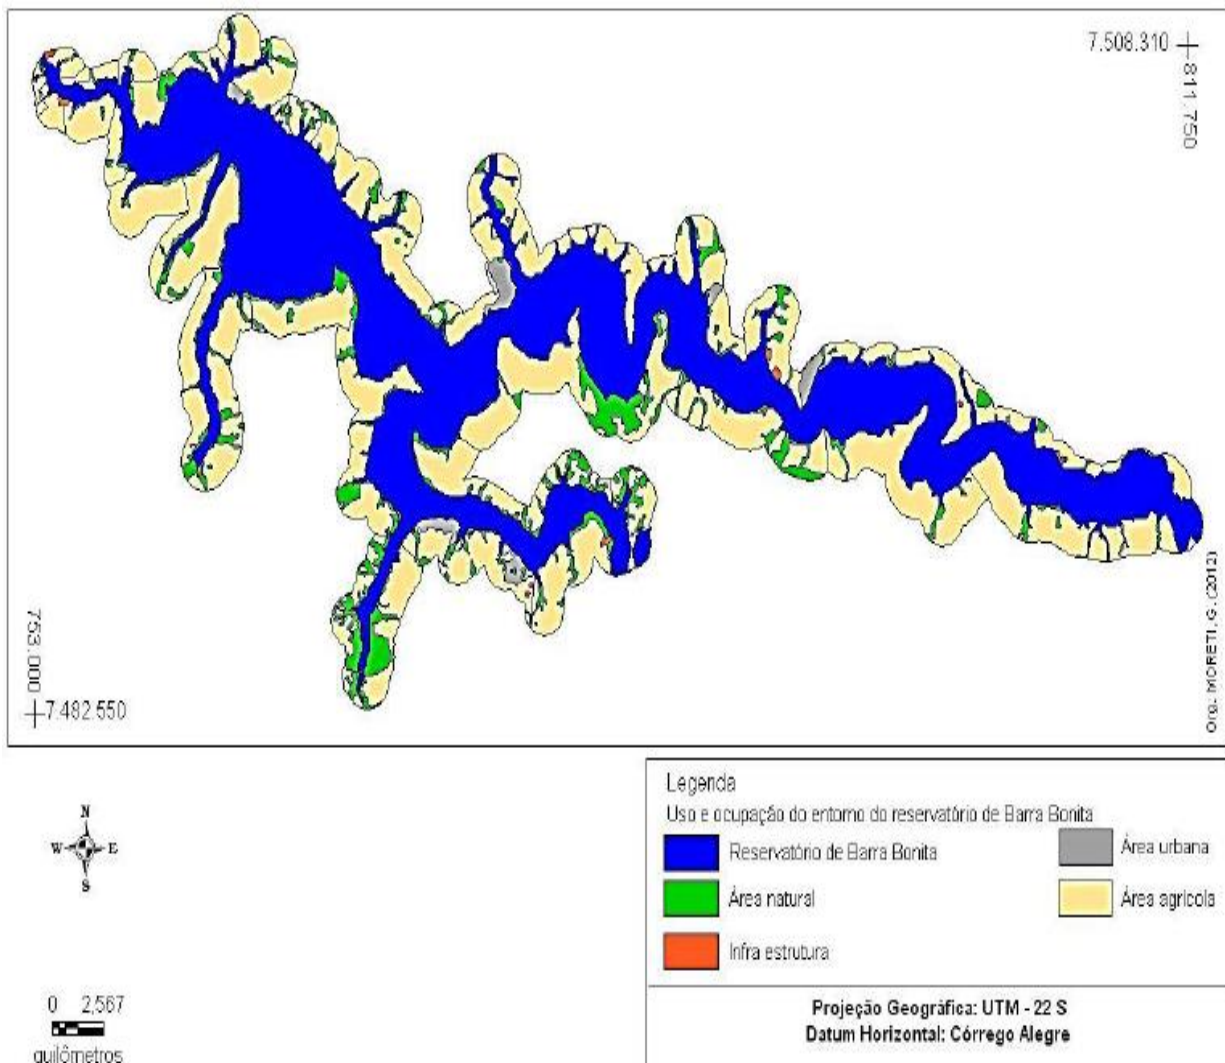 7.508.310
811.750
753.000
7.482.550
Org.: MORETI, G. (2012)
N
W E
S
0 2,567
quilômetros
Legenda
Uso e ocupação do entorno do reservatório de Barra Bonita
Reservatório de Barra Bonita
Área urbana
Área natural
Área agrícola
Infra estrutura
Projeção Geográfica: UTM - 22 S
Datum Horizontal: Córrego Alegre